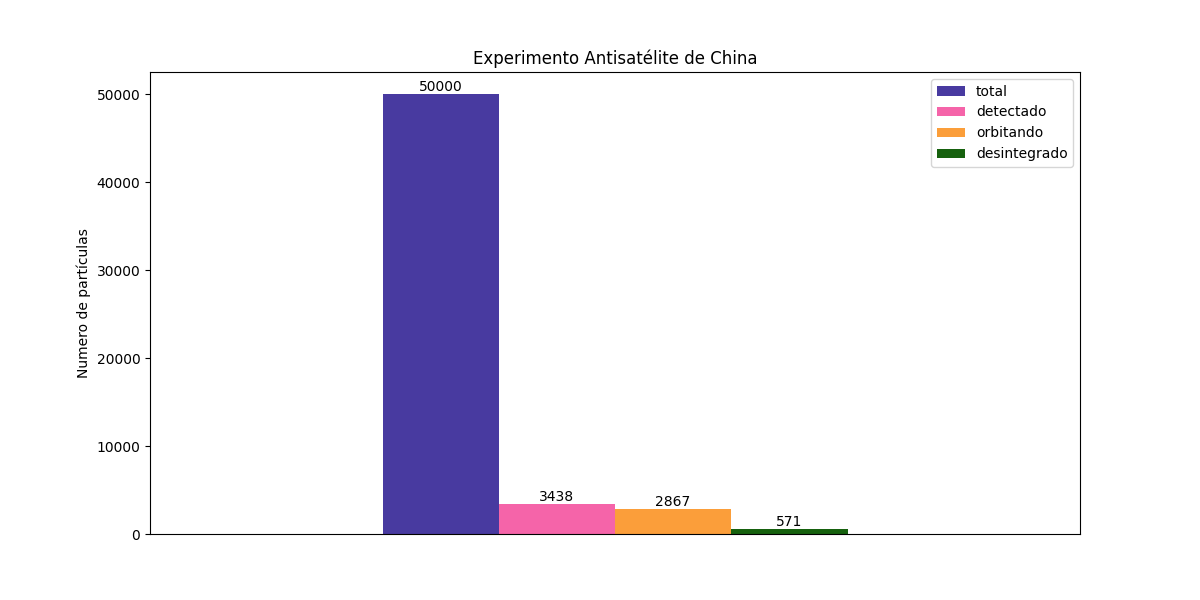 Experimento Antisatélite de China
50000
total
detectado
orbitando
desintegrado
50000
40000
30000
20000
10000
0
Numero de partículas
3438
2867
571